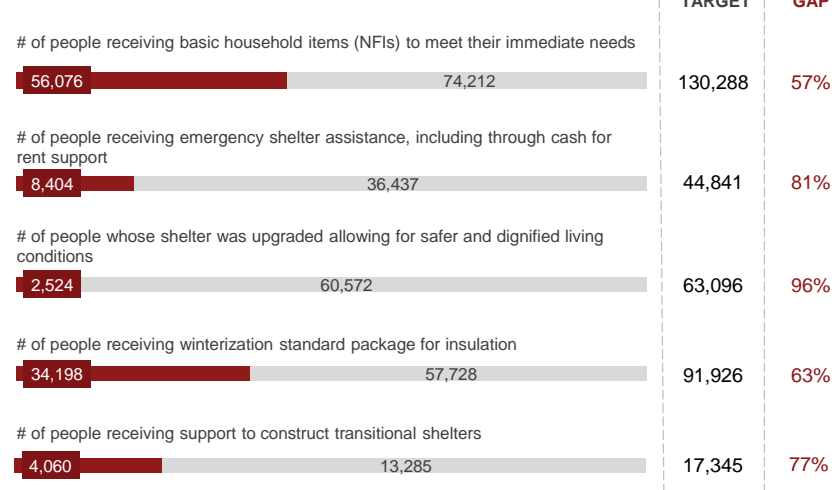 TARGET GAP
# of people receiving basic household items (NFIs) to meet their immediate needs
56,076 74,212 130,288 57%
# of people receiving emergency shelter assistance, including through cash for
rent support
8,404 36,437 44,841 81%
# of people whose shelter was upgraded allowing for safer and dignified living
conditions
2,524 60,572 63,096 96%
# of people receiving winterization standard package for insulation
34,198 57,728 91,926 63%
# of people receiving support to construct transitional shelters
4,060 13,285 17,345 77%